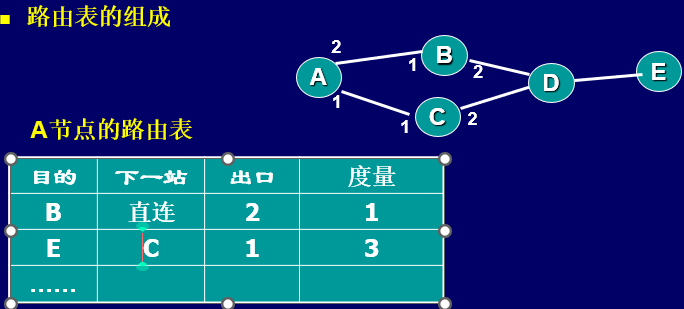 路由表的组成
2
B
A
1
2
D
E
1
C
1
2
A节点的路由表
目的 下一站 出口 度量
B 直连 2 1
E C 1 3
……